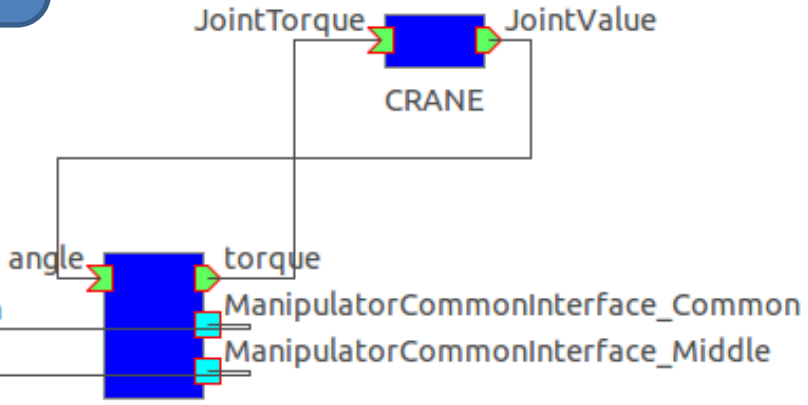 JointTorque
JointValue
CRANE
angle
torque
ManipulatorCommonInterface_Common
ManipulatorCommonInterface_Middle